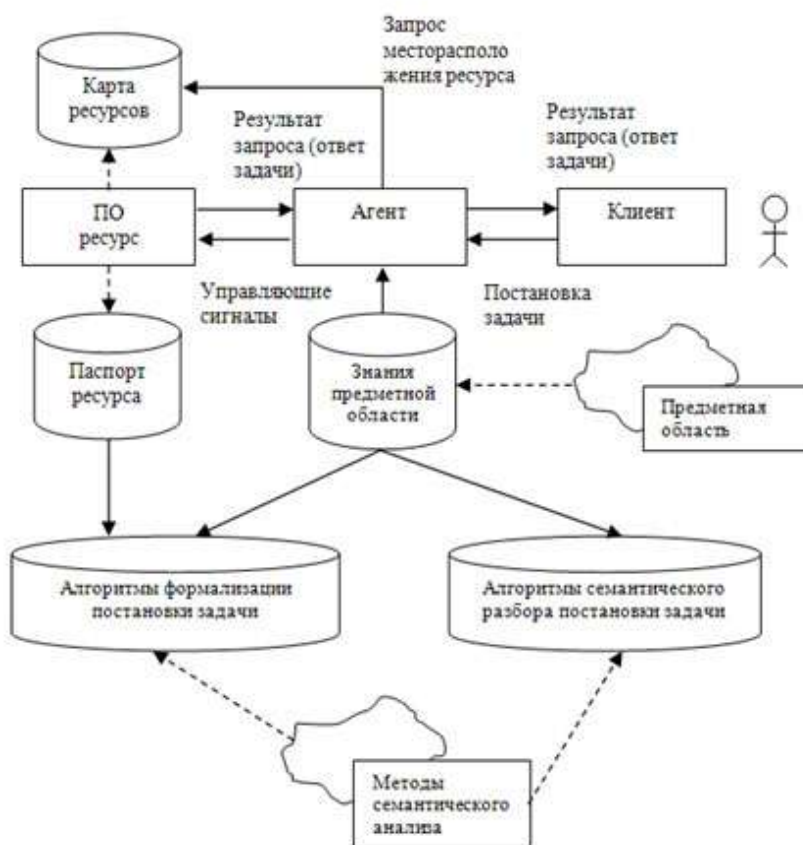 Запрос
месторасполо
жения ресурса
Карта
ресурсов
Результат
запроса (ответ
задачи)
Результат
запроса (ответ
задачи)
ПО
ресурс
Агент
Клиент
Управляющие
сигналы
Постановка
задачи
Паспорт
ресурса
Знания
предметной
области
Предметная
область
Алгоритмы формализации
постановки задачи
Алгоритмы семантического
разбора постановки задачи
Методы
семантического
анализа